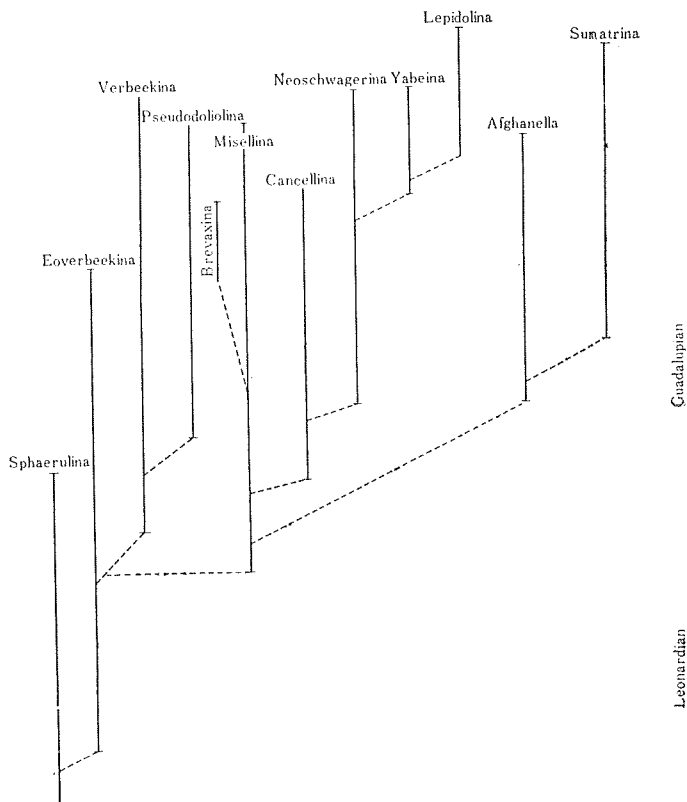 Lepidolina
Sumatrina
Neoschwagerina Yabeina
Verbeekina
Pseudodoliolina
Afghanella
Misellina
Cancellina
Brevaxina
Eoverbeekina
Guadalupian
Sphaerulina
Leonardian